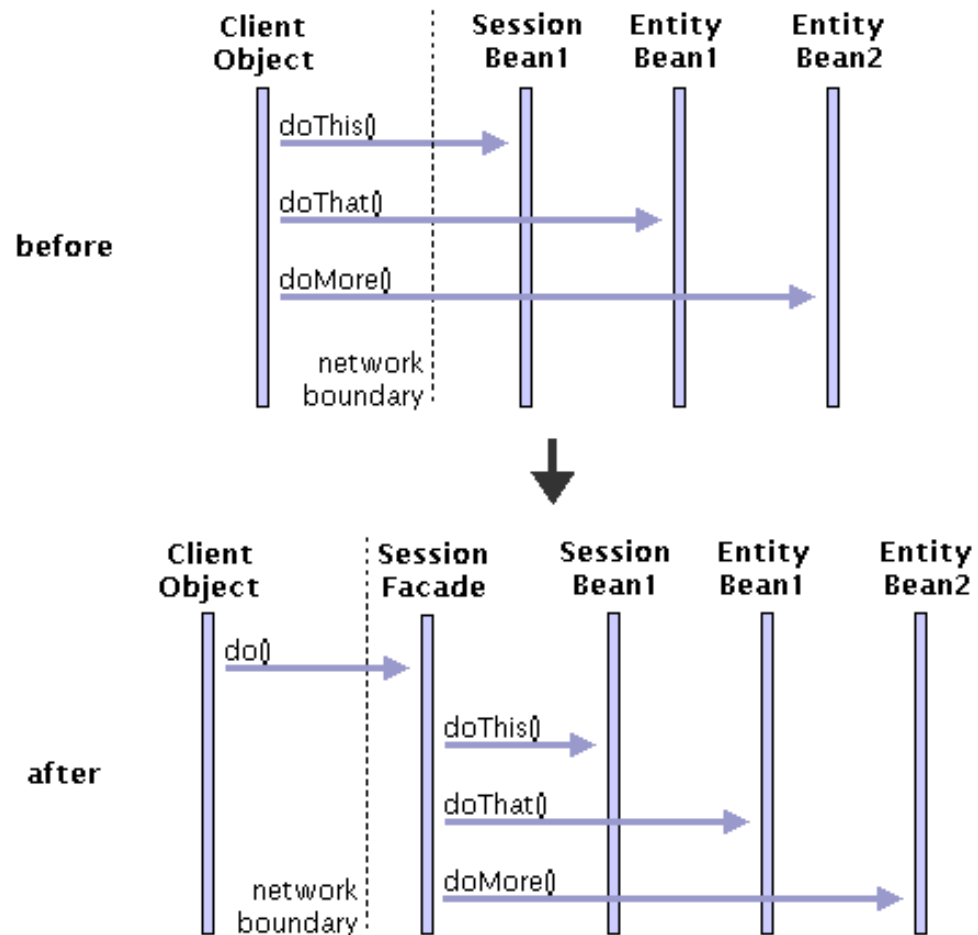 Client Session Entity Entity
Object Bean1 Bean1 Bean2
doThis()
doThat()
before
doMore()
network
boundary
Client Session Session Entity Entity
Object Facade Bean1 Bean1 Bean2
do()
doThis()
after
doThat()
doMore()
network
boundary